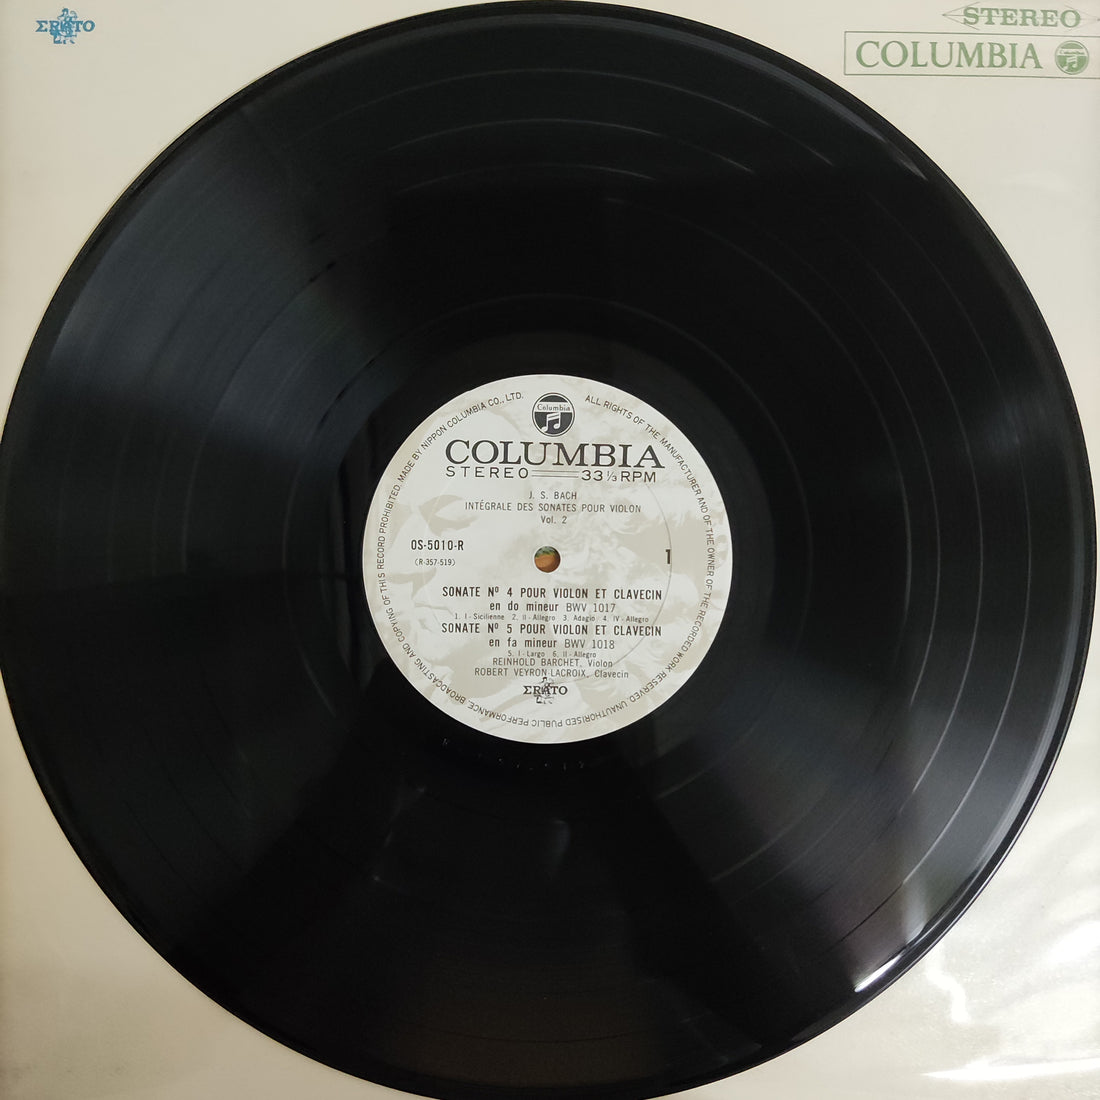 ΣRATO
STEREO
COLUMBIA
ALL RIGHTS OF THE MANUFACTURER AND OF THE OWNER OF THE RECORDED WORK RESERVED. UNAUTHORISED PUBLIC PERFORMANCE, BROADCASTING AND COPYING OF THIS RECORD PROHIBITED. MADE BY NIPPON COLUMBIA CO., LTD.
Columbia
COLUMBIA
STEREO 33⅓ RPM
J. S. BACH
INTÉGRALE DES SONATES POUR VIOLON
Vol. 2
OS-5010-R
(R-357-519)
1
SONATE Nº 4 POUR VIOLON ET CLAVECIN
en do mineur BWV 1017
1. I-Sicilienne 2. II-Allegro 3. Adagio 4. IV-Allegro
SONATE Nº 5 POUR VIOLON ET CLAVECIN
en fa mineur BWV 1018
5. I-Largo 6. II-Allegro
REINHOLD BARCHET, Violon
ROBERT VEYRON-LACROIX, Clavecin
ΣRATO